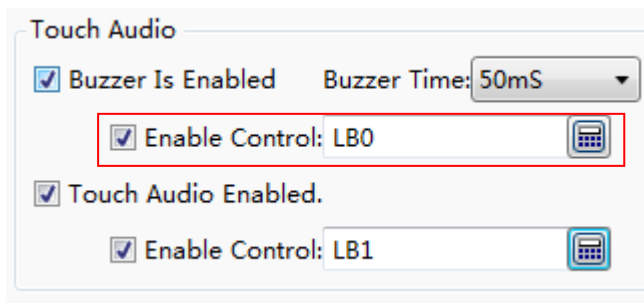 Touch Audio
Buzzer Is Enabled Buzzer Time: 50mS
Enable Control: LB0
Touch Audio Enabled.
Enable Control: LB1